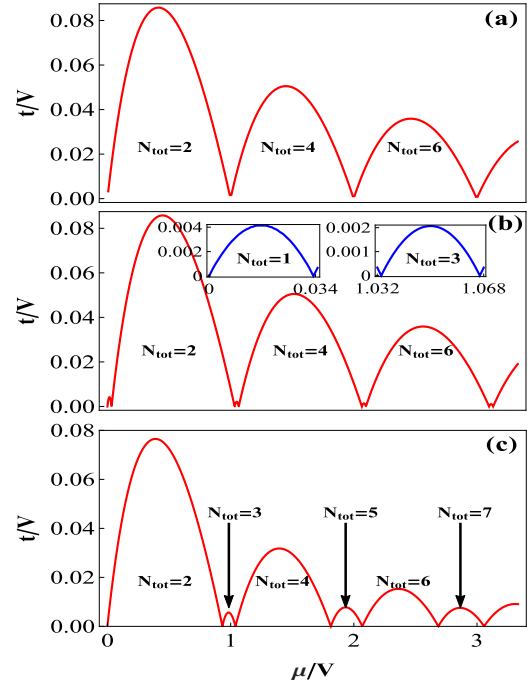 (a)
0.08
0.06
0.04
0.02
0.00
t/V
N_tot=2
N_tot=4
N_tot=6
(b)
0.08
0.06
0.04
0.02
0.00
t/V
0.004
0.002
0
N_tot=1
0 0.034
0.002
0.001
0
N_tot=3
1.032 1.068
N_tot=2
N_tot=4
N_tot=6
(c)
0.08
0.06
0.04
0.02
0.00
t/V
N_tot=3
N_tot=5
N_tot=7
N_tot=2
N_tot=4
N_tot=6
0 1 2 3
μ/V